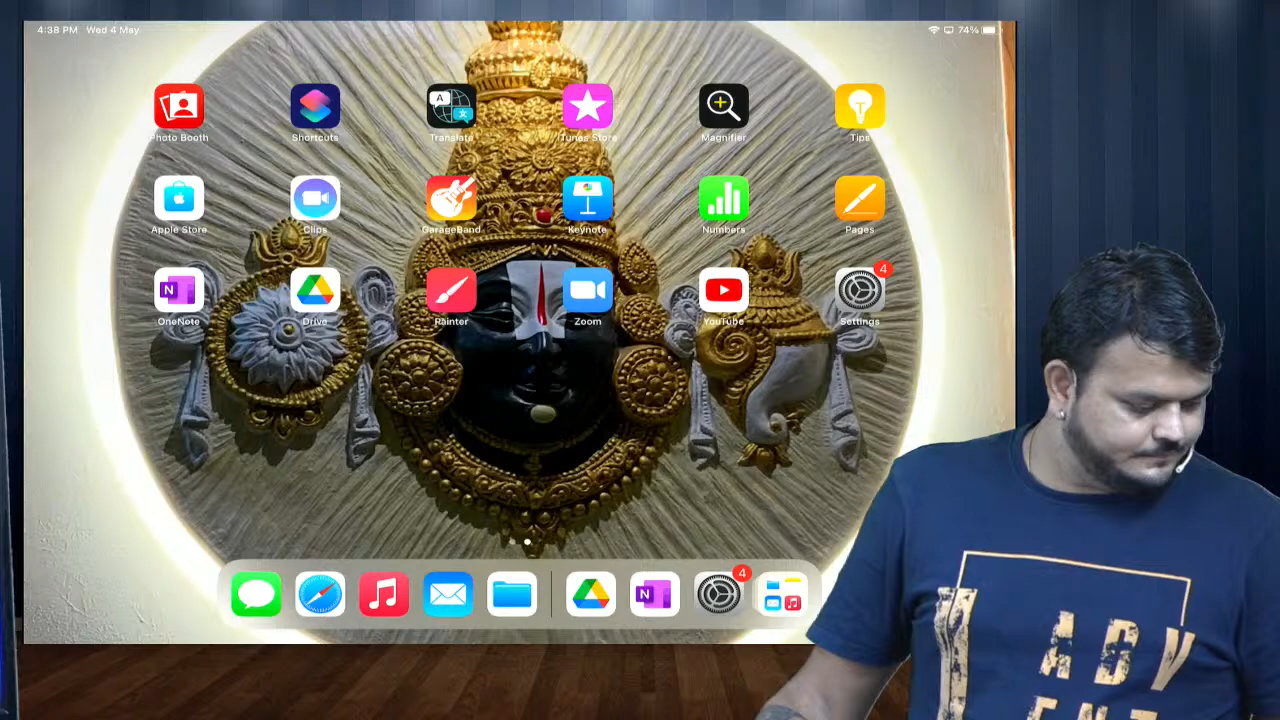 4:38 PM Wed 4 May 74%
Photo Booth Shortcuts Translate iTunes Store Magnifier Tips
Apple Store Clips GarageBand Keynote Numbers Pages
4
OneNote Drive Painter Zoom YouTube Settings
4
ABV